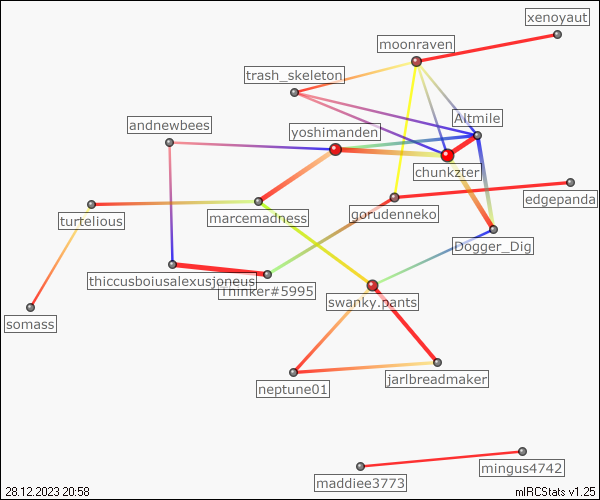 xenoyaut
moonraven
trash_skeleton
Altmile
andnewbees
yoshimanden
chunkzter
edgepanda
turtelious
marcemadness
gorudenneko
Dogger_Dig
thiccusboiusalexusjoneus
Thinker#5995
swanky.pants
somass
neptune01
jarlbreadmaker
mingus4742
maddiee3773
28.12.2023 20:58
mIRCStats v1.25